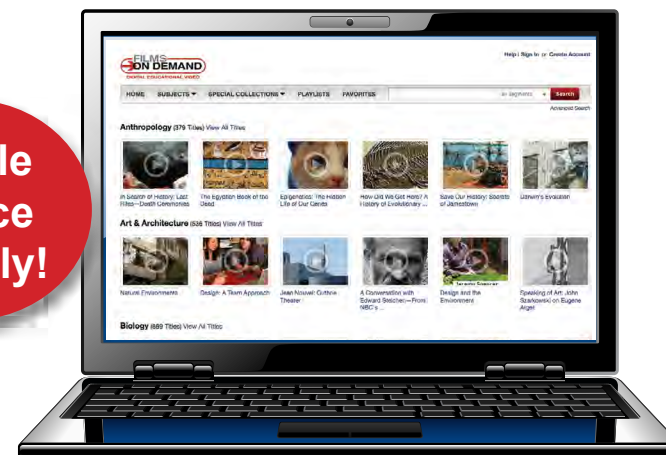 le
ce
ly!
FILMS
ON DEMAND
DIGITAL EDUCATIONAL VIDEO
Help | Sign In or Create Account
HOME SUBJECTS SPECIAL COLLECTIONS PLAYLISTS FAVORITES
in segments Search
Advanced Search
Anthropology (379 Titles) View All Titles
In Search of History: Last Rites—Death Ceremonies
The Egyptian Book of the Dead
Epigenetics: The Hidden Life of Our Genes
How Did We Get Here? A History of Evolutionary ...
Save Our History: Secrets of Jamestown
Darwin's Evolution
Art & Architecture (536 Titles) View All Titles
Natural Environments
Design: A Team Approach
Jean Nouvel: Guthrie Theater
A Conversation with Edward Steichen—From NBC's ...
Design and the Environment
Speaking of Art: John Szarkowski on Eugene Atget
Biology (889 Titles) View All Titles